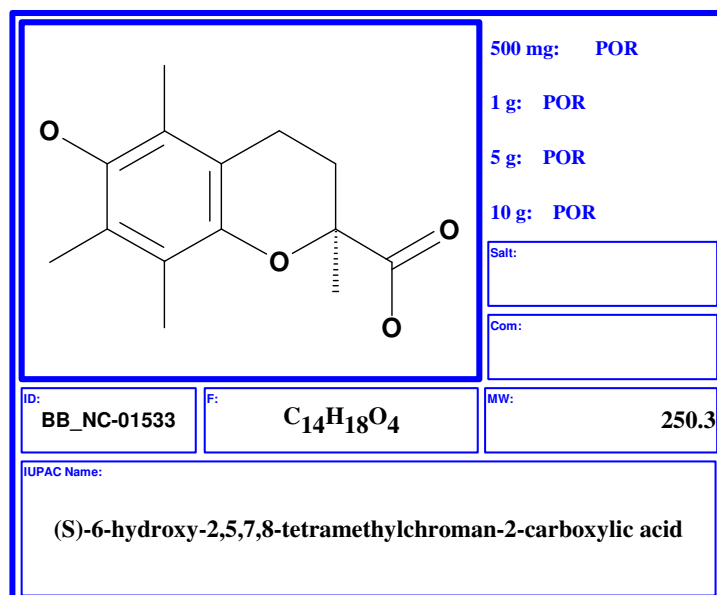 500 mg: POR
1 g: POR
5 g: POR
10 g: POR
O
O
O
O
Salt:
Com:
ID:
BB_NC-01533
F:
C14H18O4
MW:
250.3
IUPAC Name:
(S)-6-hydroxy-2,5,7,8-tetramethylchroman-2-carboxylic acid